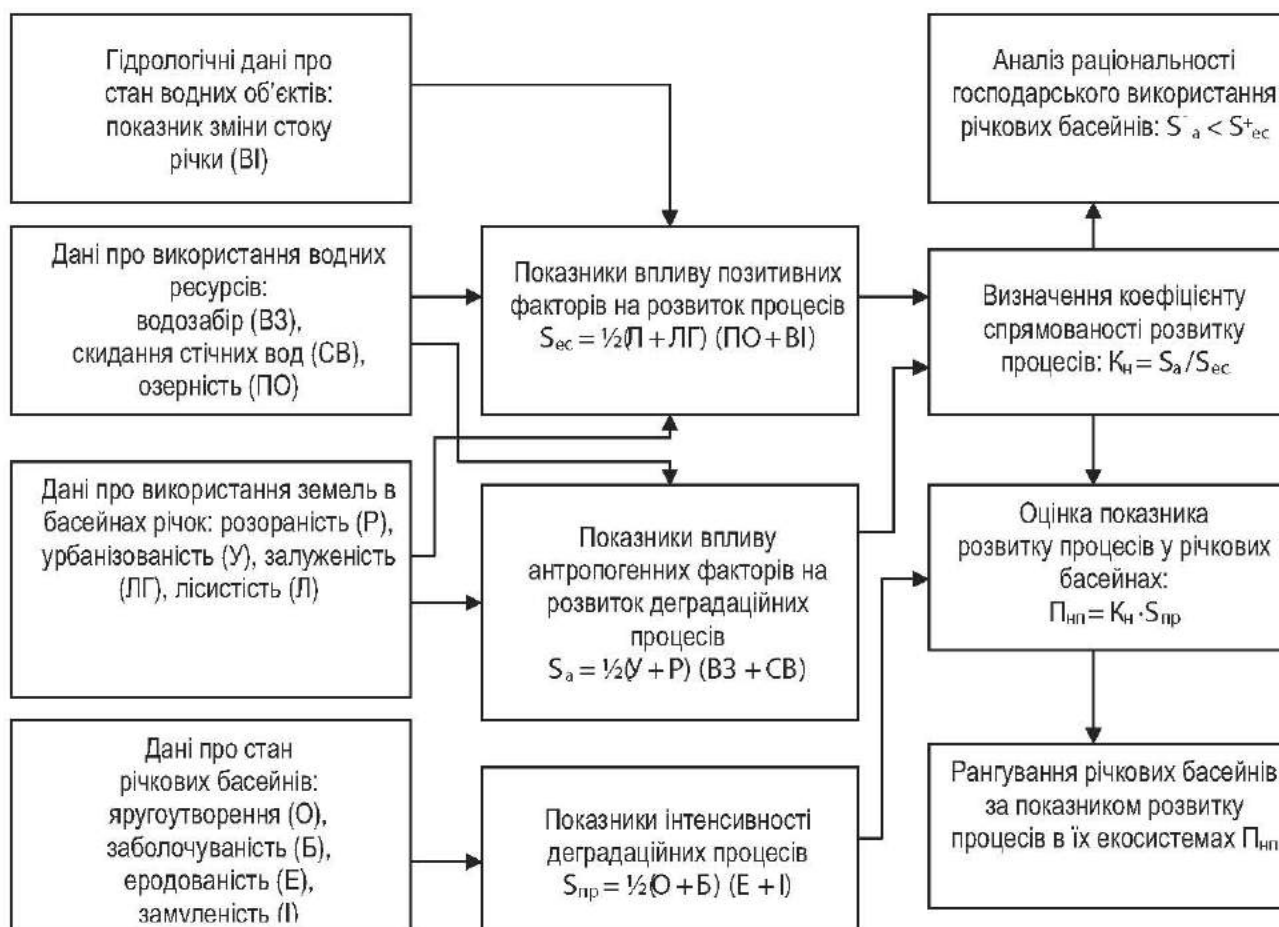 Гідрологічні дані про
стан водних об’єктів:
показник зміни стоку
річки (ВІ)
Дані про використання водних
ресурсів:
водозабір (ВЗ),
скидання стічних вод (СВ),
озерність (ПО)
Дані про використання земель в
басейнах річок: розораність (Р),
урбанізованість (У), залуженість
(ЛГ), лісистість (Л)
Дані про стан
річкових басейнів:
яругоутворення (О),
заболочуваність (Б),
еродованість (Е),
замуленість (І)
Показники впливу позитивних
факторів на розвиток процесів
Sес = ½(Л + ЛГ) (ПО + ВІ)
Показники впливу
антропогенних факторів на
розвиток деградаційних
процесів
Sа = ½(У + Р) (ВЗ + СВ)
Показники інтенсивності
деградаційних процесів
Sпр = ½(О + Б) (Е + І)
Аналіз раціональності
господарського використання
річкових басейнів: S⁻а < S⁺ес
Визначення коефіцієнту
спрямованості розвитку
процесів: Кн = Sа/Sес
Оцінка показника
розвитку процесів у річкових
басейнах:
Пнп = Кн · Sпр
Рангування річкових басейнів
за показником розвитку
процесів в їх екосистемах Пнп